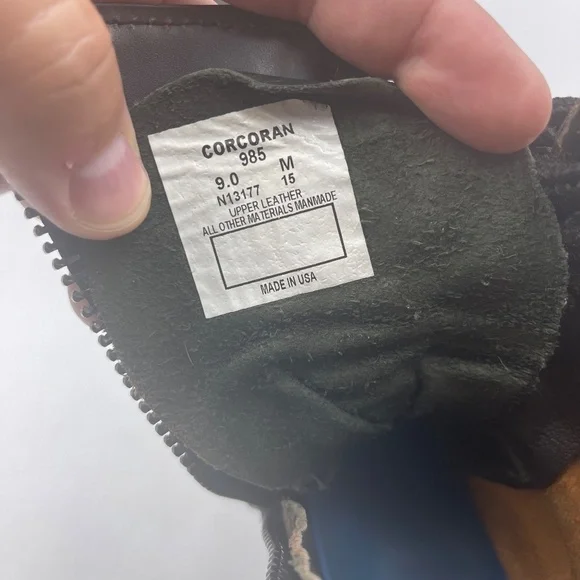 CORCORAN
985
9.0 M
N13177 15
UPPER LEATHER
ALL OTHER MATERIALS MANMADE
MADE IN USA